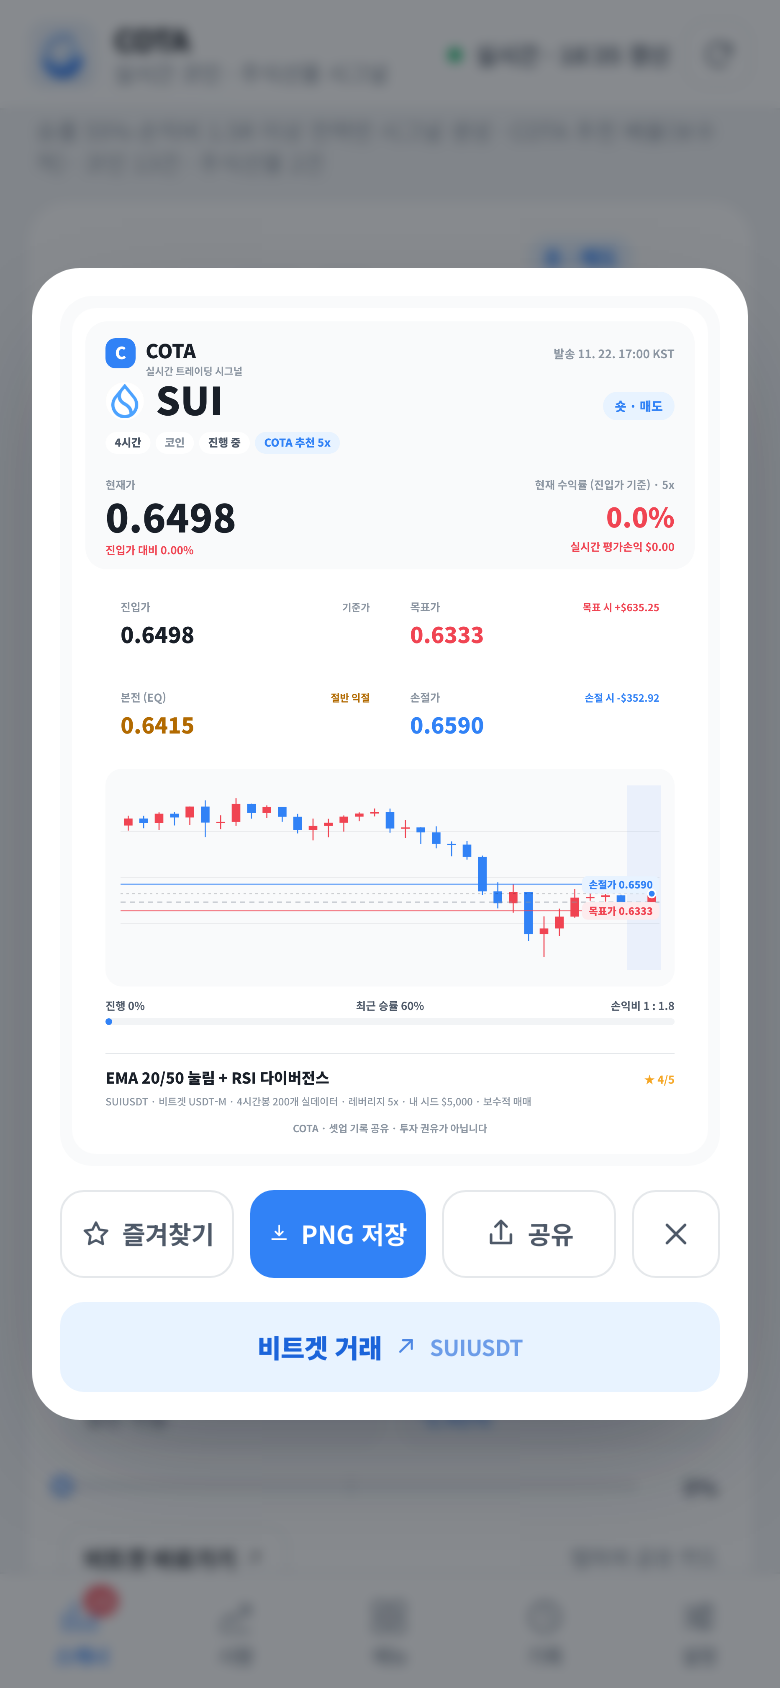 COTA
C COTA
실시간 트레이딩 시그널
발송 11. 22. 17:00 KST
SUI
숏 · 매도
4시간 코인 진행 중 COTA 추천 5x
현재가
현재 수익률 (진입가 기준) · 5x
0.6498
0.0%
진입가 대비 0.00%
실시간 평가손익 $0.00
진입가 기준가
0.6498
목표가 목표 시 +$635.25
0.6333
본전 (EQ) 절반 익절
0.6415
손절가 손절 시 -$352.92
0.6590
손절가 0.6590
목표가 0.6333
진행 0% 최근 승률 60% 손익비 1 : 1.8
EMA 20/50 눌림 + RSI 다이버전스
★ 4/5
SUIUSDT · 비트겟 USDT-M · 4시간봉 200개 실데이터 · 레버리지 5x · 내 시드 $5,000 · 보수적 매매
COTA · 셋업 기록 공유 · 투자 권유가 아닙니다
즐겨찾기
PNG 저장
공유
비트겟 거래 ↗ SUIUSDT